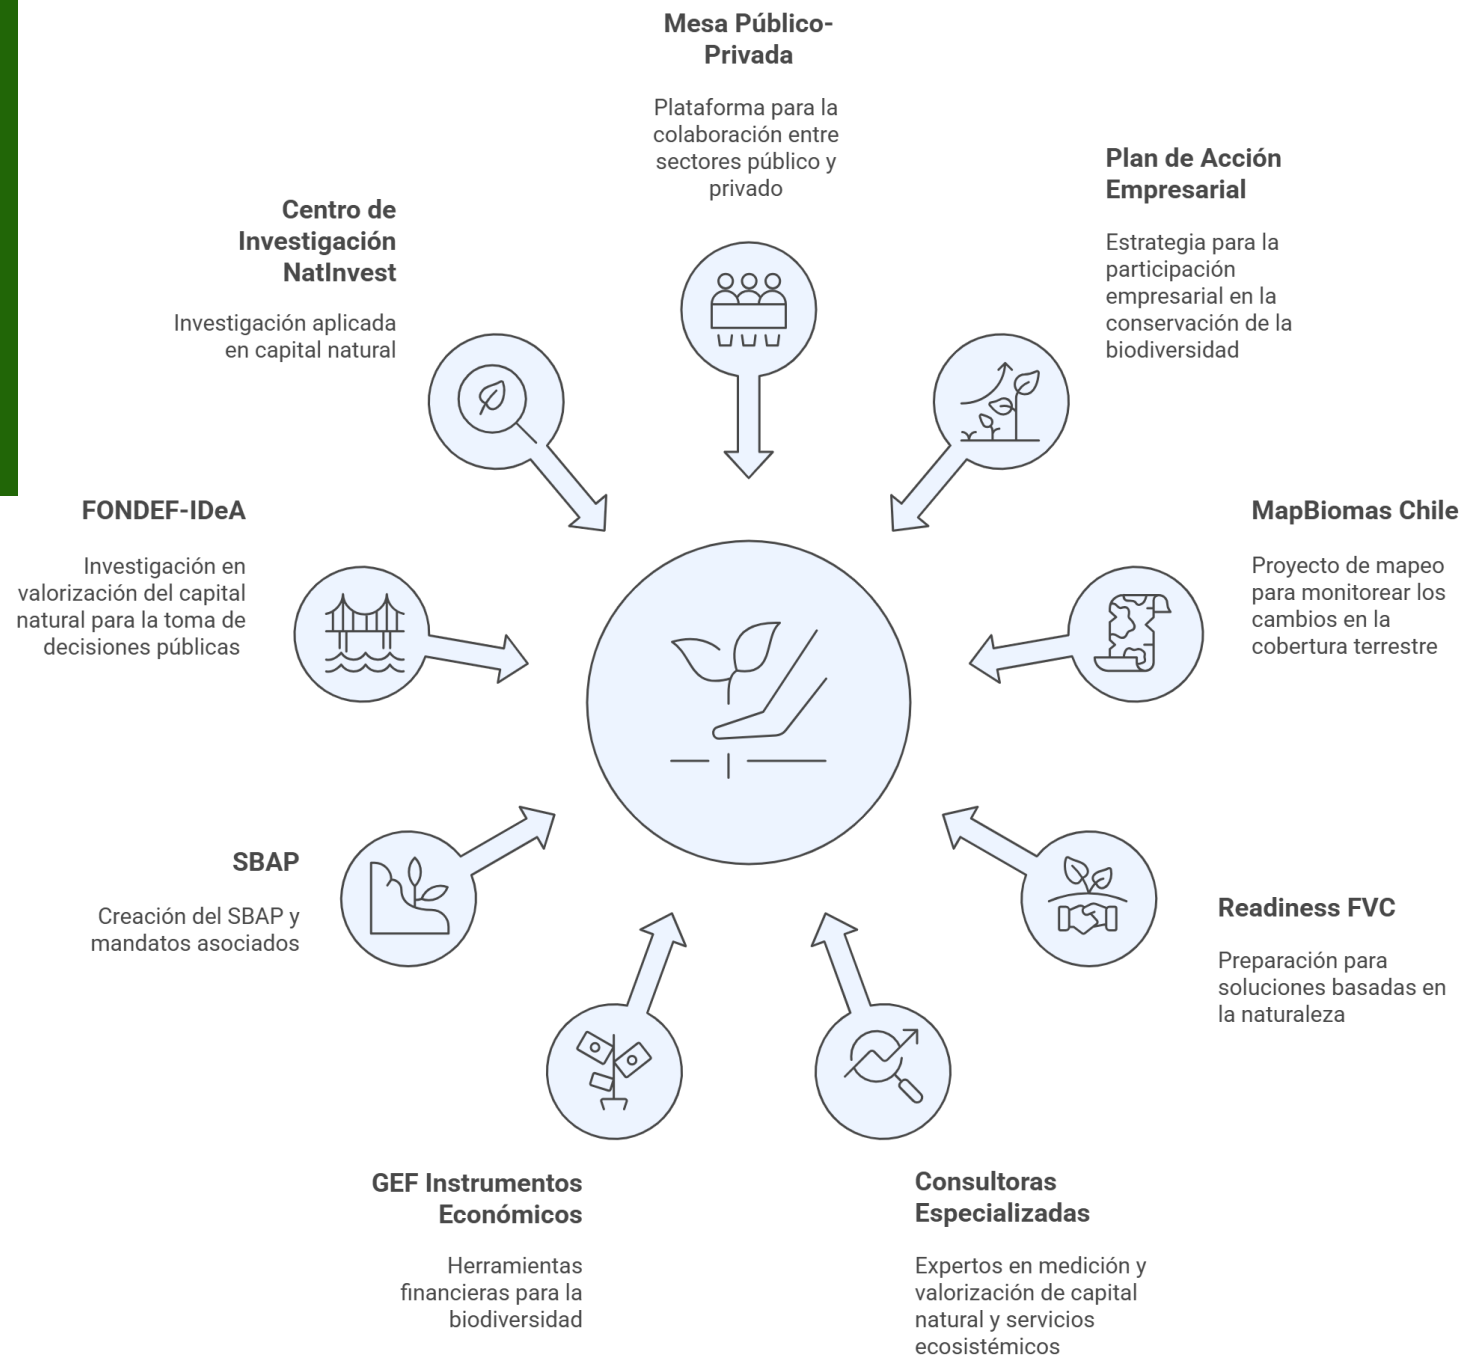 Mesa Público-
Privada
Plataforma para la
colaboración entre
sectores público y
privado
Plan de Acción
Empresarial
Estrategia para la
participación
empresarial en la
conservación de la
biodiversidad
Centro de
Investigación
NatInvest
Investigación aplicada
en capital natural
FONDEF-IDeA
Investigación en
valorización del capital
natural para la toma de
decisiones públicas
MapBiomas Chile
Proyecto de mapeo
para monitorear los
cambios en la
cobertura terrestre
SBAP
Creación del SBAP y
mandatos asociados
Readiness FVC
Preparación para
soluciones basadas en
la naturaleza
GEF Instrumentos
Económicos
Herramientas
financieras para la
biodiversidad
Consultoras
Especializadas
Expertos en medición y
valorización de capital
natural y servicios
ecosistémicos